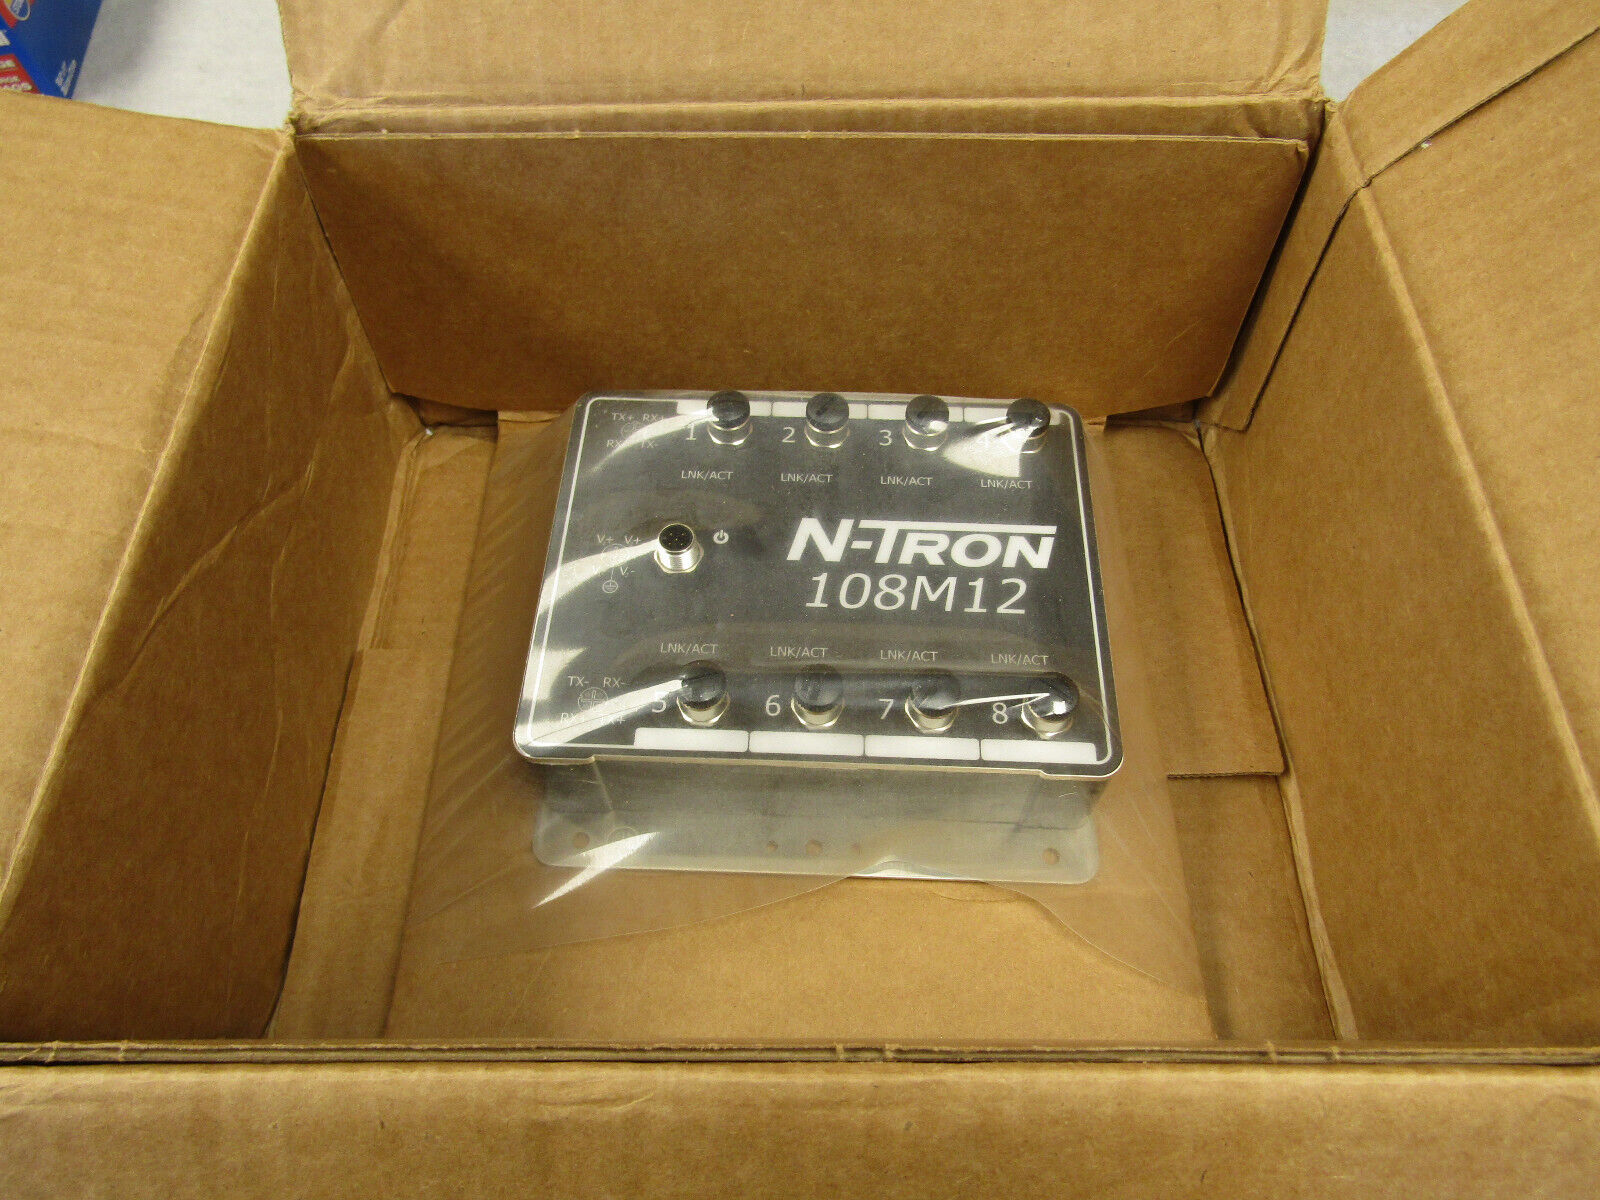 TX+ RX+
RX- TX-
1
2
3
4
LNK/ACT
LNK/ACT
LNK/ACT
LNK/ACT
V+ V+
V- V-
N-TRON
108M12
LNK/ACT
LNK/ACT
LNK/ACT
LNK/ACT
TX- RX-
5
6
7
8